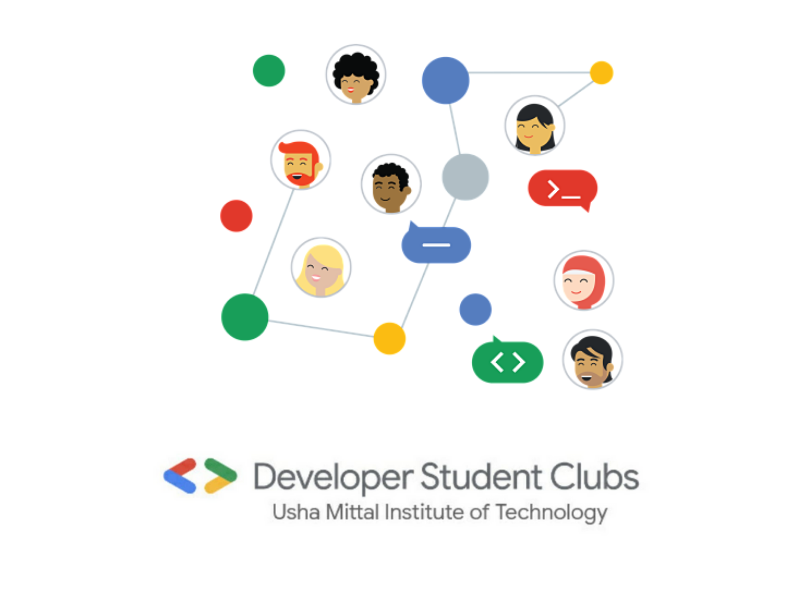 >_
—
< >
Developer Student Clubs
Usha Mittal Institute of Technology